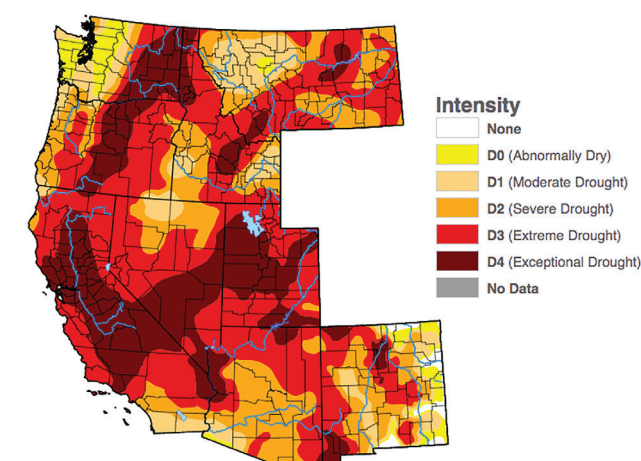 Intensity
None
D0 (Abnormally Dry)
D1 (Moderate Drought)
D2 (Severe Drought)
D3 (Extreme Drought)
D4 (Exceptional Drought)
No Data